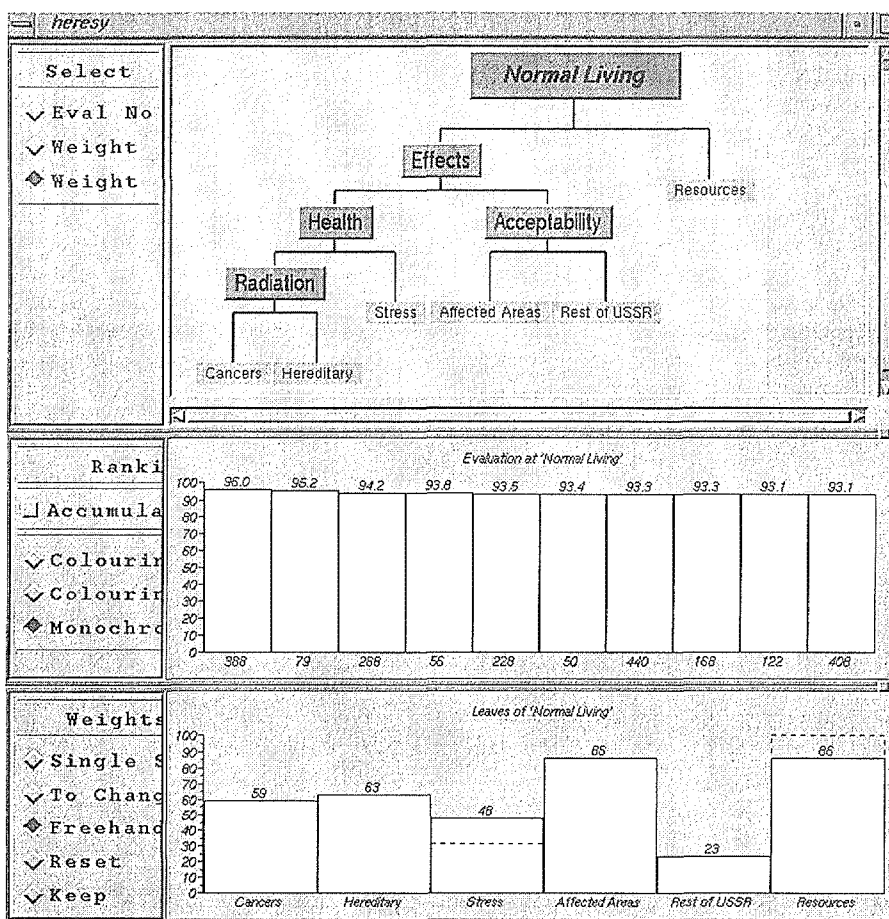 heresy
Select
Eval No
Weight
Weight
Normal Living
Effects
Resources
Health
Acceptability
Radiation
Stress
Affected Areas
Rest of USSR
Cancers
Hereditary
Ranki
Accumula
Colourin
Colourin
Monochro
Evaluation at 'Normal Living'
100
90
80
70
60
50
40
30
20
10
0
96.0 95.2 94.2 93.8 93.5 93.4 93.3 93.3 93.1 93.1
388 79 288 56 228 50 440 168 122 408
Weights
Single S
To Chang
Freehand
Reset
Keep
Leaves of 'Normal Living'
100
90
80
70
60
50
40
30
20
10
0
59 63 48 86 23 86
Cancers Hereditary Stress Affected Areas Rest of USSR Resources